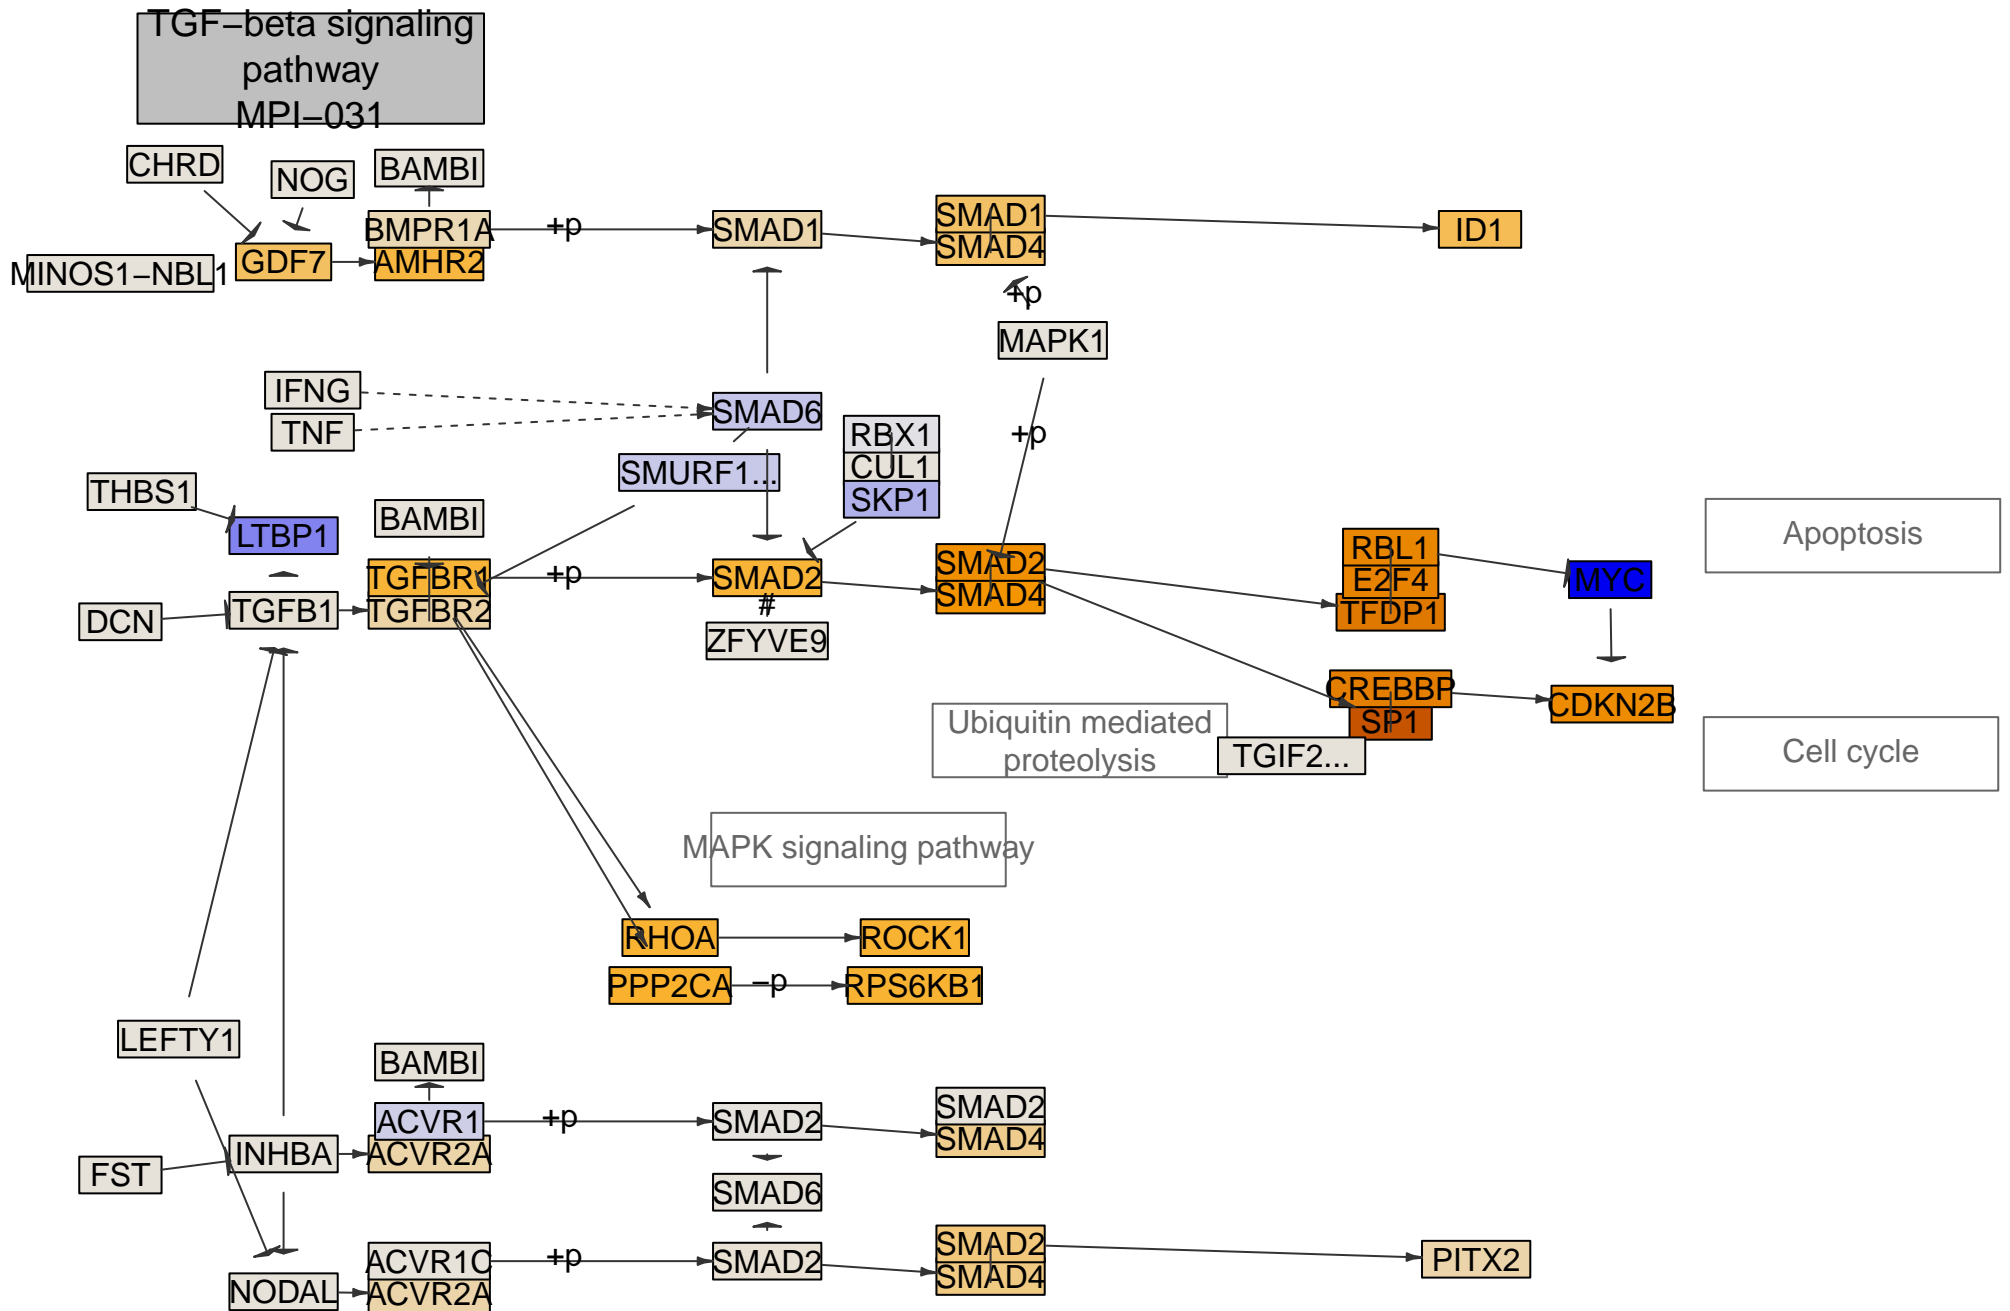 TGF−beta signaling
pathway
MPI−031
CHRD
NOG
BAMBI
BMPR1A
+p
SMAD1
SMAD1
SMAD4
ID1
MINOS1−NBL1
GDF7
AMHR2
+p
MAPK1
IFNG
TNF
SMAD6
RBX1
CUL1
SKP1
+p
SMURF1...
THBS1
LTBP1
BAMBI
TGFBR1
TGFBR2
+p
SMAD2
#
ZFYVE9
SMAD2
SMAD4
RBL1
E2F4
TFDP1
MYC
Apoptosis
DCN
TGFB1
CREBBP
SP1
CDKN2B
Ubiquitin mediated
proteolysis
TGIF2...
Cell cycle
MAPK signaling pathway
RHOA
ROCK1
PPP2CA
−p
RPS6KB1
LEFTY1
BAMBI
ACVR1
ACVR2A
+p
SMAD2
SMAD2
SMAD4
INHBA
FST
SMAD6
ACVR1C
ACVR2A
+p
SMAD2
SMAD2
SMAD4
PITX2
NODAL